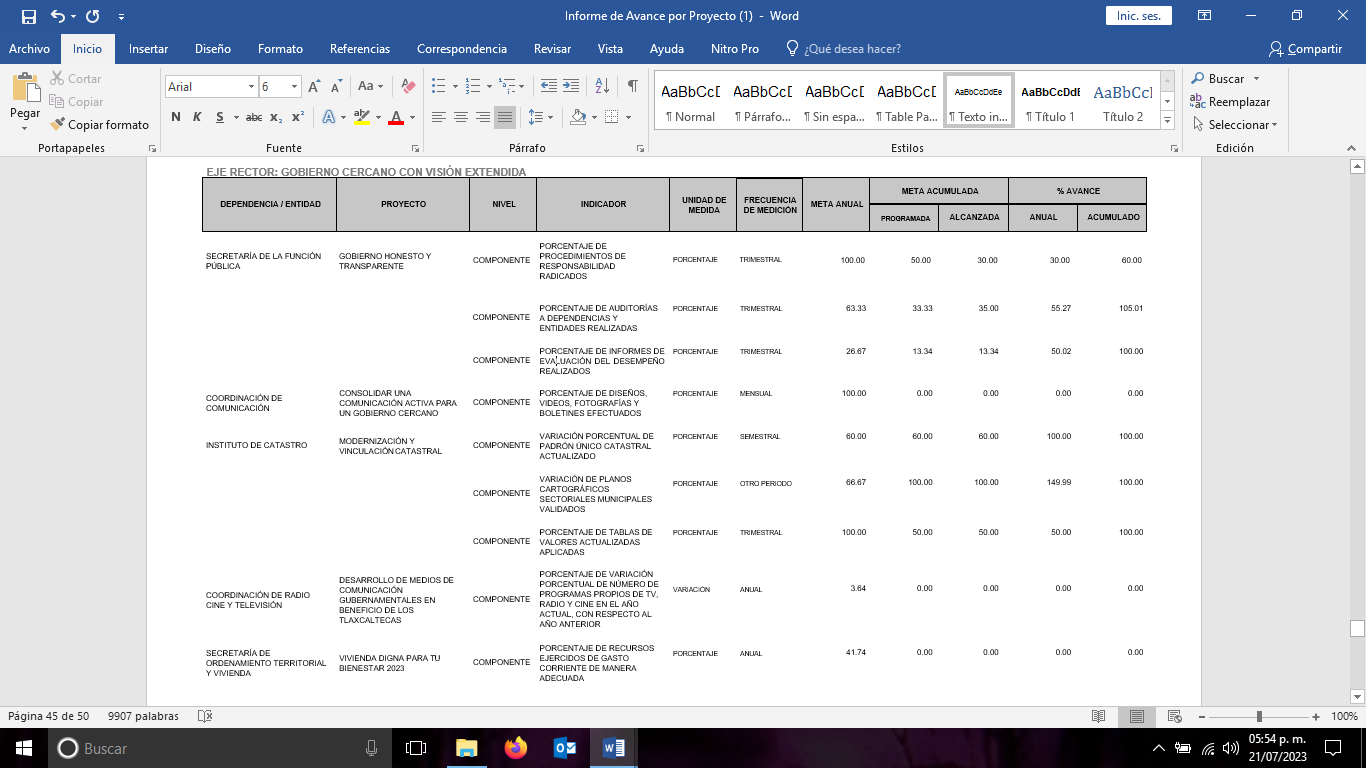 Informe de Avance por Proyecto (1) - Word
Inic. ses.
Archivo Inicio Insertar Diseño Formato Referencias Correspondencia Revisar Vista Ayuda Nitro Pro ¿Qué desea hacer? Compartir
Pegar
Cortar
Copiar
Copiar formato
Portapapeles
Arial 6
N K S abc x₂ x²
Fuente
Párrafo
AaBbCcD AaBbCcD AaBbCcD AaBbCcD AaBbCcDdEe AaBbCcDdE AaBbCcI
¶ Normal ¶ Párrafo... ¶ Sin espa... ¶ Table Pa... ¶ Texto in... ¶ Título 1 Título 2
Estilos
Buscar
Reemplazar
Seleccionar
Edición
EJE RECTOR: GOBIERNO CERCANO CON VISIÓN EXTENDIDA
DEPENDENCIA / ENTIDAD PROYECTO NIVEL INDICADOR UNIDAD DE MEDIDA FRECUENCIA DE MEDICIÓN META ANUAL META ACUMULADA % AVANCE
PROGRAMADA ALCANZADA ANUAL ACUMULADO
SECRETARÍA DE LA FUNCIÓN PÚBLICA GOBIERNO HONESTO Y TRANSPARENTE COMPONENTE PORCENTAJE DE PROCEDIMIENTOS DE RESPONSABILIDAD RADICADOS PORCENTAJE TRIMESTRAL 100.00 50.00 30.00 30.00 60.00
COMPONENTE PORCENTAJE DE AUDITORÍAS A DEPENDENCIAS Y ENTIDADES REALIZADAS PORCENTAJE TRIMESTRAL 63.33 33.33 35.00 55.27 105.01
COMPONENTE PORCENTAJE DE INFORMES DE EVALUACIÓN DEL DESEMPEÑO REALIZADOS PORCENTAJE TRIMESTRAL 26.67 13.34 13.34 50.02 100.00
COORDINACIÓN DE COMUNICACIÓN CONSOLIDAR UNA COMUNICACIÓN ACTIVA PARA UN GOBIERNO CERCANO COMPONENTE PORCENTAJE DE DISEÑOS, VIDEOS, FOTOGRAFÍAS Y BOLETINES EFECTUADOS PORCENTAJE MENSUAL 100.00 0.00 0.00 0.00 0.00
INSTITUTO DE CATASTRO MODERNIZACIÓN Y VINCULACIÓN CATASTRAL COMPONENTE VARIACIÓN PORCENTUAL DE PADRÓN ÚNICO CATASTRAL ACTUALIZADO PORCENTAJE SEMESTRAL 60.00 60.00 60.00 100.00 100.00
COMPONENTE VARIACIÓN DE PLANOS CARTOGRÁFICOS SECTORIALES MUNICIPALES VALIDADOS PORCENTAJE OTRO PERIODO 66.67 100.00 100.00 149.99 100.00
COMPONENTE PORCENTAJE DE TABLAS DE VALORES ACTUALIZADAS APLICADAS PORCENTAJE TRIMESTRAL 100.00 50.00 50.00 50.00 100.00
COORDINACIÓN DE RADIO CINE Y TELEVISIÓN DESARROLLO DE MEDIOS DE COMUNICACIÓN GUBERNAMENTALES EN BENEFICIO DE LOS TLAXCALTECAS COMPONENTE PORCENTAJE DE VARIACIÓN PORCENTUAL DE NÚMERO DE PROGRAMAS PROPIOS DE TV, RADIO Y CINE EN EL AÑO ACTUAL, CON RESPECTO AL AÑO ANTERIOR VARIACIÓN ANUAL 3.64 0.00 0.00 0.00 0.00
SECRETARÍA DE ORDENAMIENTO TERRITORIAL Y VIVIENDA VIVIENDA DIGNA PARA TU BIENESTAR 2023 COMPONENTE PORCENTAJE DE RECURSOS EJERCIDOS DE GASTO CORRIENTE DE MANERA ADECUADA PORCENTAJE ANUAL 41.74 0.00 0.00 0.00 0.00
Página 45 de 50 9907 palabras 100%
Buscar
05:54 p. m.
21/07/2023